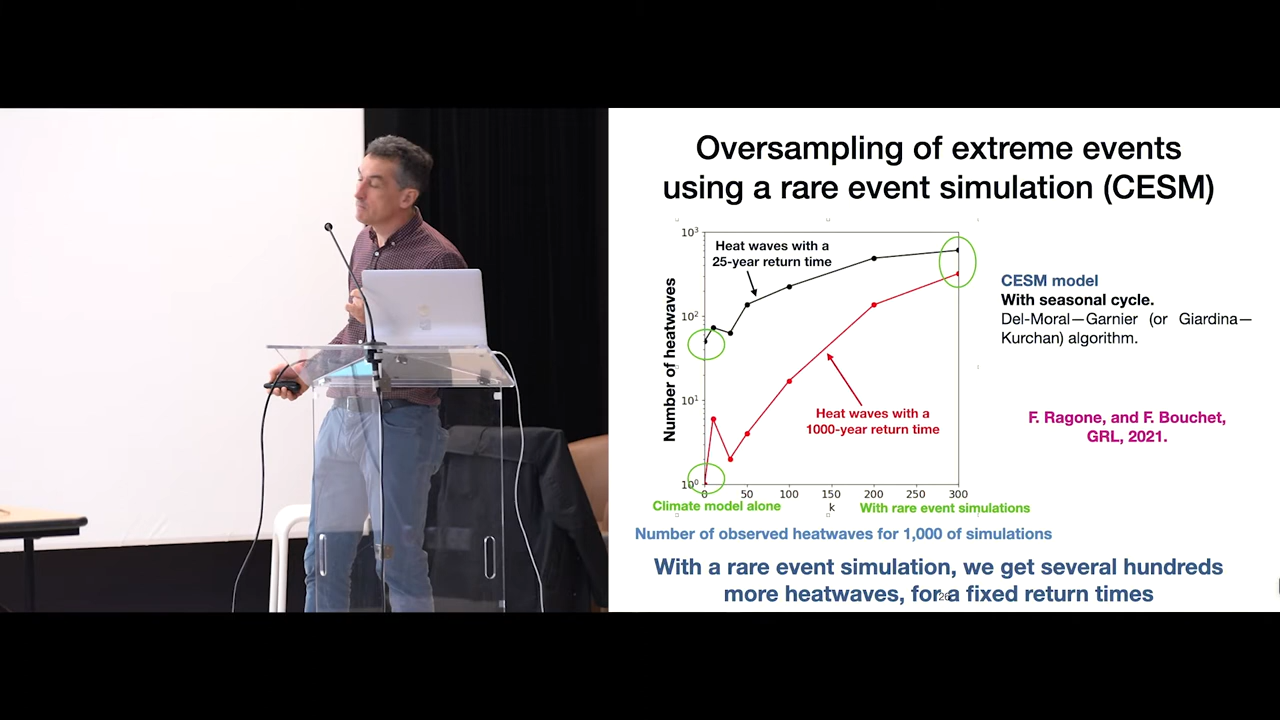 Oversampling of extreme events
using a rare event simulation (CESM)
10³
10²
10¹
10⁰
Number of heatwaves
Heat waves with a
25-year return time
Heat waves with a
1000-year return time
0 50 100 150 200 250 300
k
Climate model alone
With rare event simulations
CESM model
With seasonal cycle.
Del-Moral—Garnier (or Giardina—
Kurchan) algorithm.
F. Ragone, and F. Bouchet,
GRL, 2021.
Number of observed heatwaves for 1,000 of simulations
With a rare event simulation, we get several hundreds
more heatwaves, for a fixed return times
26